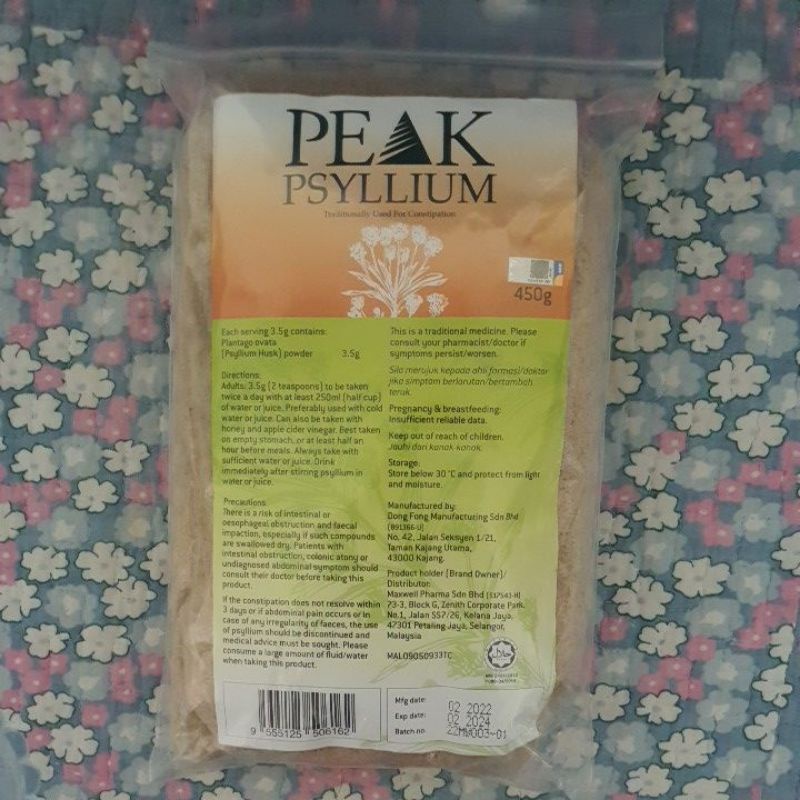 PEAK
PSYLLIUM
Traditionally Used For Constipation
450g
Each serving 3.5g contains:
Plantago ovata
(Psyllium Husk) powder 3.5g
Directions:
Adults: 3.5g (2 teaspoons) to be taken
twice a day with at least 250ml (half cup)
of water or juice. Preferably used with cold
water or juice. Can also be taken with
honey and apple cider vinegar. Best taken
on empty stomach, or at least half an
hour before meals. Always take with
sufficient water or juice. Drink
immediately after stirring psyllium in
water or juice.
Precautions:
There is a risk of intestinal or
oesophageal obstruction and faecal
impaction, especially if such compounds
are swallowed dry. Patients with
intestinal obstruction, colonic atony or
undiagnosed abdominal symptom should
consult their doctor before taking this
product.
If the constipation does not resolve within
3 days or if abdominal pain occurs or in
case of any irregularity of faeces, the use
of psyllium should be discontinued and
medical advice must be sought. Please
consume a large amount of fluid/water
when taking this product.
This is a traditional medicine. Please
consult your pharmacist/doctor if
symptoms persist/worsen.
Sila merujuk kepada ahli farmasi/doktor
jika simptom berlarutan/bertambah
teruk.
Pregnancy & breastfeeding:
Insufficient reliable data.
Keep out of reach of children.
Jauhi dari kanak-kanak.
Storage:
Store below 30 °C and protect from light
and moisture.
Manufactured by:
Dong Fong Manufacturing Sdn Bhd
(891366-U)
No. 42, Jalan Seksyen 1/21,
Taman Kajang Utama,
43000 Kajang.
Product holder (Brand Owner)/
Distributor:
Maxwell Pharma Sdn Bhd (517543-H)
73-3, Block G, Zenith Corporate Park,
No.1, Jalan SS7/26, Kelana Jaya,
47301 Petaling Jaya, Selangor,
Malaysia
MAL09050933TC
9 555125 506162
Mfg date: 02 2022
Exp date: 02 2024
Batch no. 22MW003-01